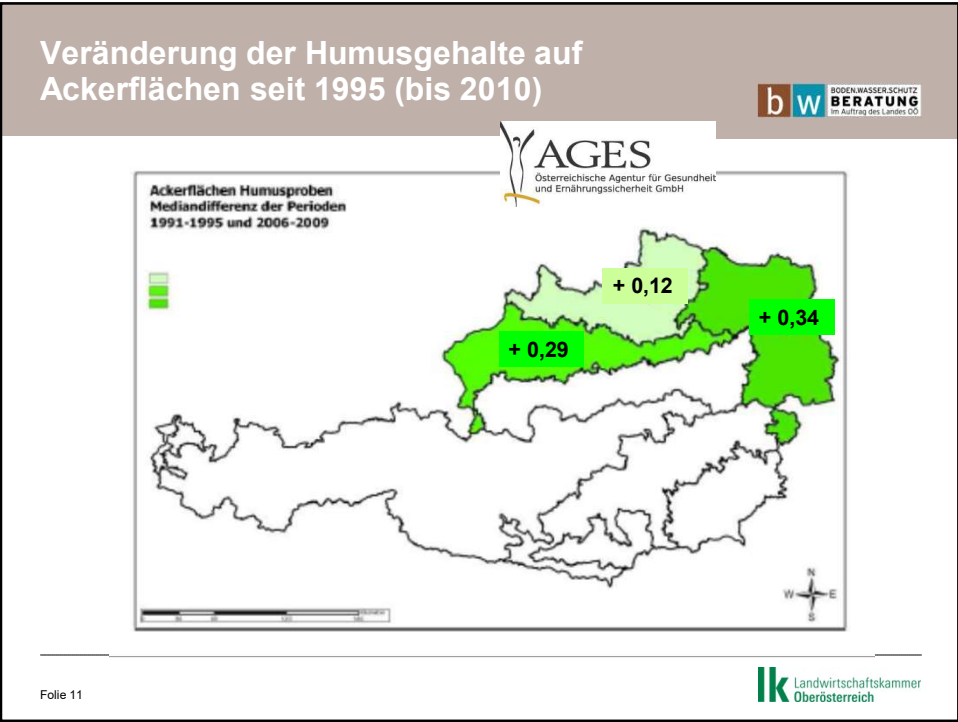 Veränderung der Humusgehalte auf
Ackerflächen seit 1995 (bis 2010)
b w
BODEN.WASSER.SCHUTZ
BERATUNG
Im Auftrag des Landes OÖ
AGES
Österreichische Agentur für Gesundheit
und Ernährungssicherheit GmbH
Ackerflächen Humusproben
Mediandifferenz der Perioden
1991-1995 und 2006-2009
+ 0,12
+ 0,34
+ 0,29
N
W E
S
Folie 11
lk Landwirtschaftskammer
Oberösterreich